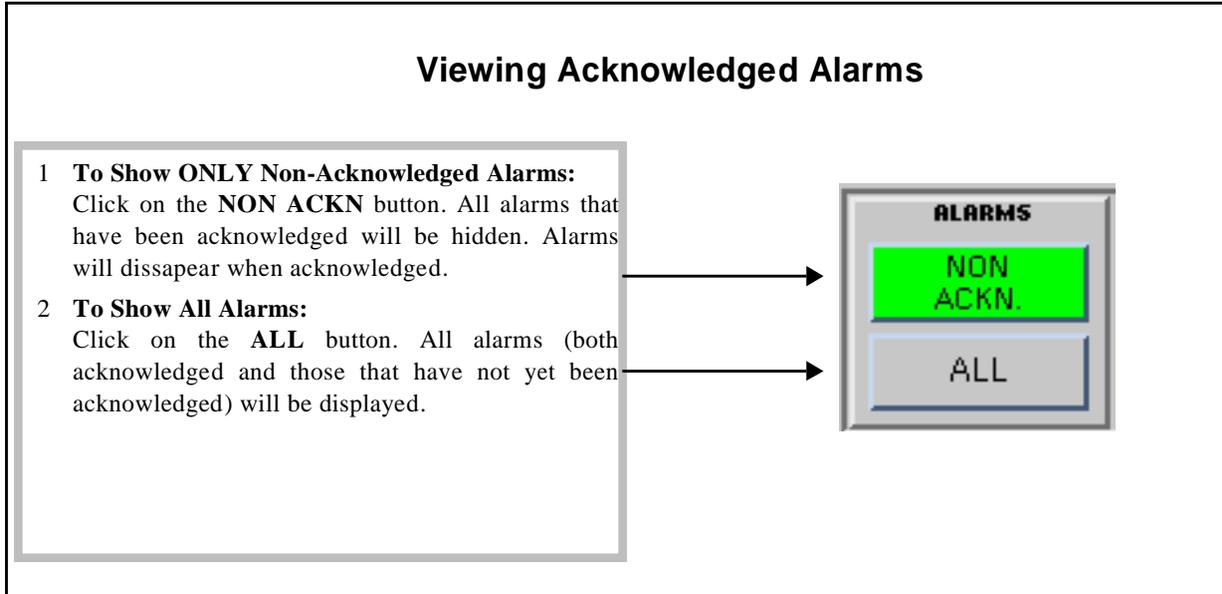 Viewing Acknowledged Alarms
1 To Show ONLY Non-Acknowledged Alarms:
Click on the NON ACKN button. All alarms that
have been acknowledged will be hidden. Alarms
will dissapear when acknowledged.
2 To Show All Alarms:
Click on the ALL button. All alarms (both
acknowledged and those that have not yet been
acknowledged) will be displayed.
ALARMS
NON
ACKN.
ALL